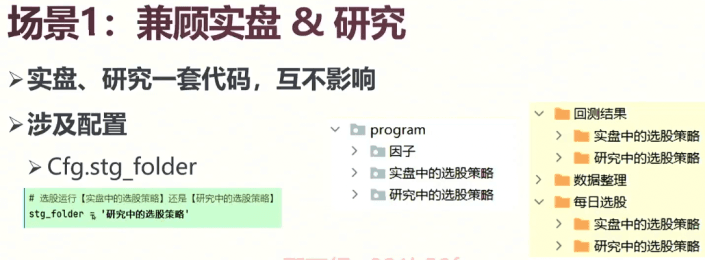 场景1：兼顾实盘 & 研究
实盘、研究一套代码，互不影响
涉及配置
Cfg.stg_folder
# 选股运行【实盘中的选股策略】还是【研究中的选股策略】
stg_folder = '研究中的选股策略'
program
因子
实盘中的选股策略
研究中的选股策略
回测结果
实盘中的选股策略
研究中的选股策略
数据整理
每日选股
实盘中的选股策略
研究中的选股策略